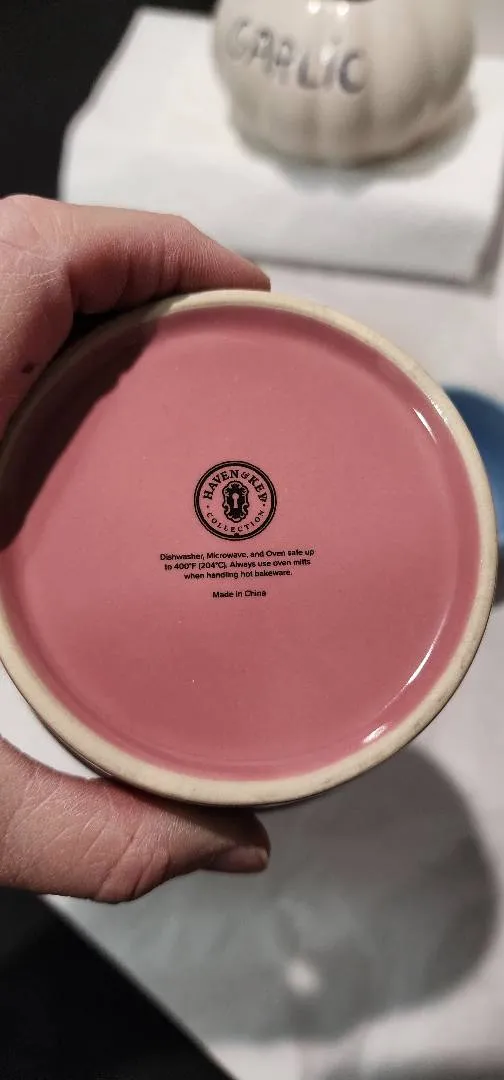 GARLIC
HAVEN & KEY
COLLECTION
Dishwasher, Microwave, and Oven safe up
to 400°F (204°C). Always use oven mitts
when handling hot bakeware.
Made in China